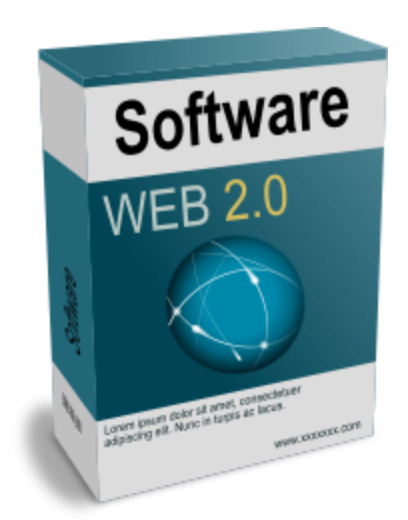 Software
WEB 2.0
Software
Lorem ipsum dolor sit amet, consectetuer
adipiscing elit. Nunc in turpis ac lacus.
www.xxxxxxx.com